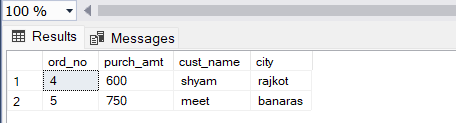 100 %
Results Messages
ord_no purch_amt cust_name city
1 4 600 shyam rajkot
2 5 750 meet banaras